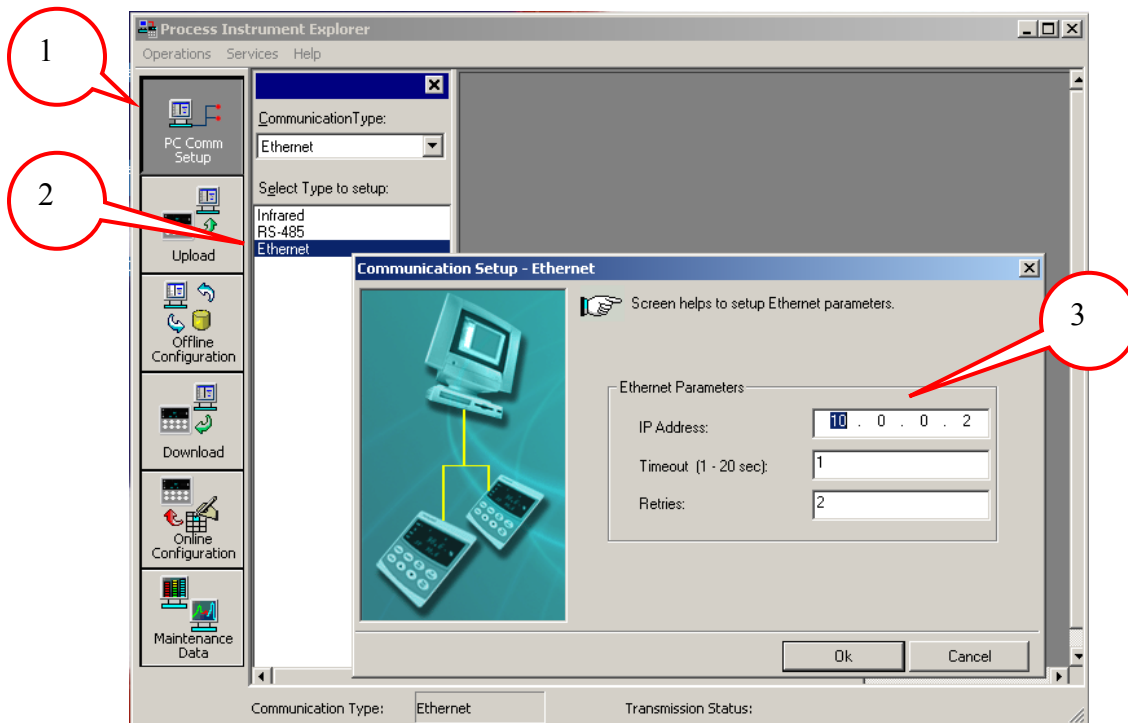 1
Process Instrument Explorer
Operations Services Help
PC Comm
Setup
CommunicationType:
Ethernet
2
Select Type to setup:
Infrared
RS-485
Ethernet
Upload
Communication Setup - Ethernet
Screen helps to setup Ethernet parameters.
3
Offline
Configuration
Ethernet Parameters
IP Address:
10 . 0 . 0 . 2
Timeout (1 - 20 sec):
1
Retries:
2
Download
Online
Configuration
Maintenance
Data
Ok
Cancel
Communication Type:
Ethernet
Transmission Status: